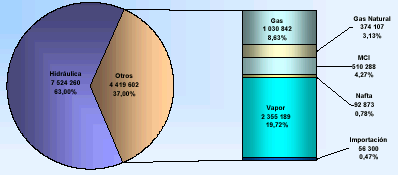 Hidráulica
7 524 260
63,00%
Otros
4 419 602
37,00%
Gas
1 030 842
8,63%
Vapor
2 355 189
19,72%
Gas Natural
374 107
3,13%
MCI
510 288
4,27%
Nafta
92 873
0,78%
Importación
56 300
0,47%